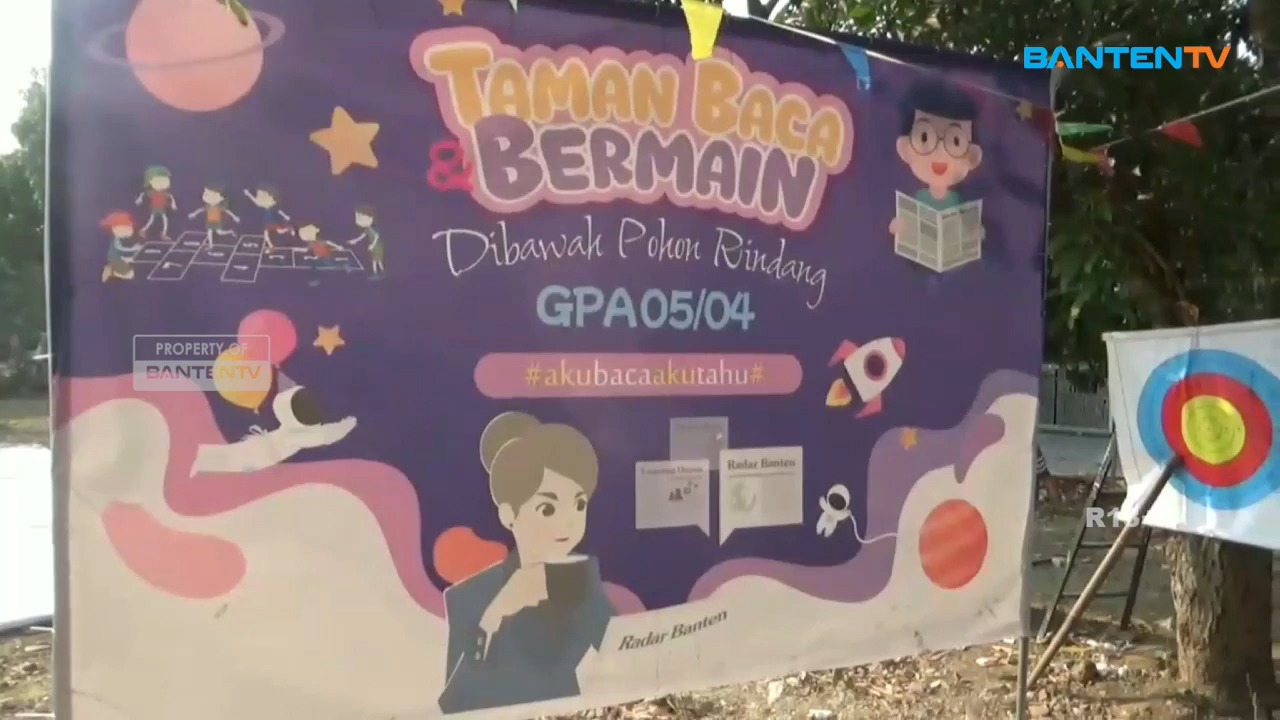 BANTENTV
TAMAN BACA
& BERMAIN
Dibawah Pohon Rindang
GPA05/04
PROPERTY OF
BANTENTV
#akubacaakutahu#
Radar Banten
Radar Banten